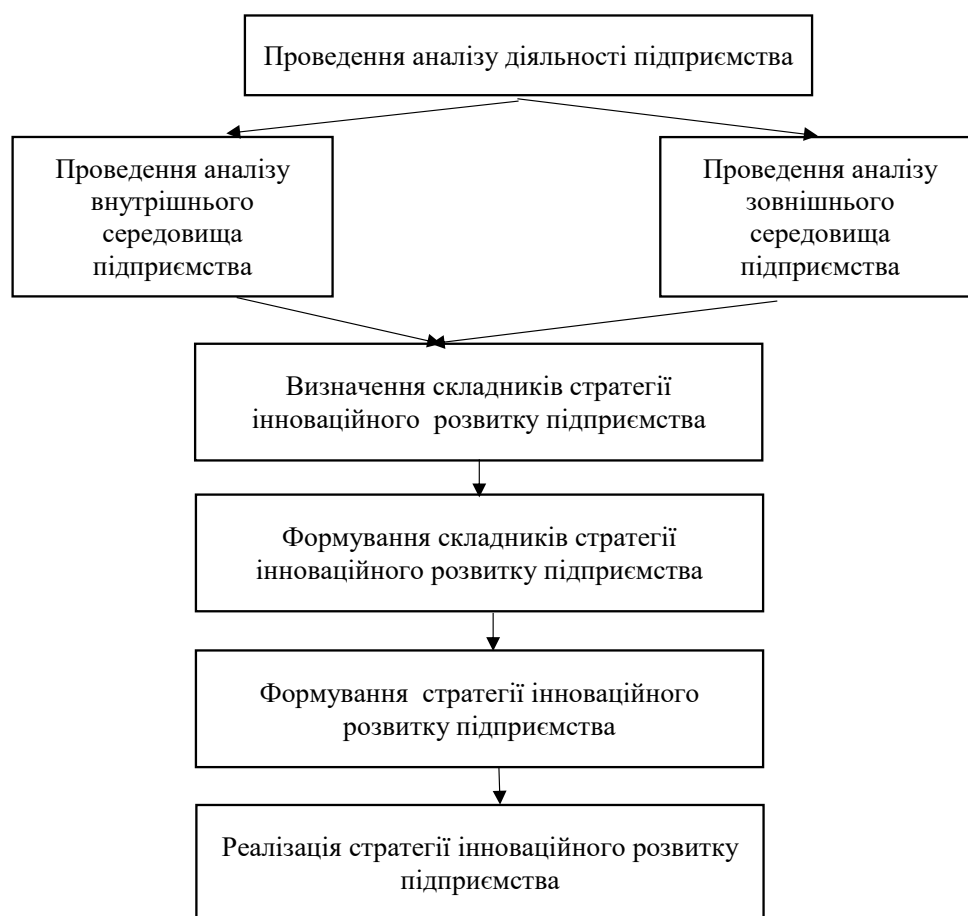 Проведення аналізу діяльності підприємства
Проведення аналізу
внутрішнього
середовища
підприємства
Проведення аналізу
зовнішнього
середовища
підприємства
Визначення складників стратегії
інноваційного розвитку підприємства
Формування складників стратегії
інноваційного розвитку підприємства
Формування стратегії інноваційного
розвитку підприємства
Реалізація стратегії інноваційного розвитку
підприємства